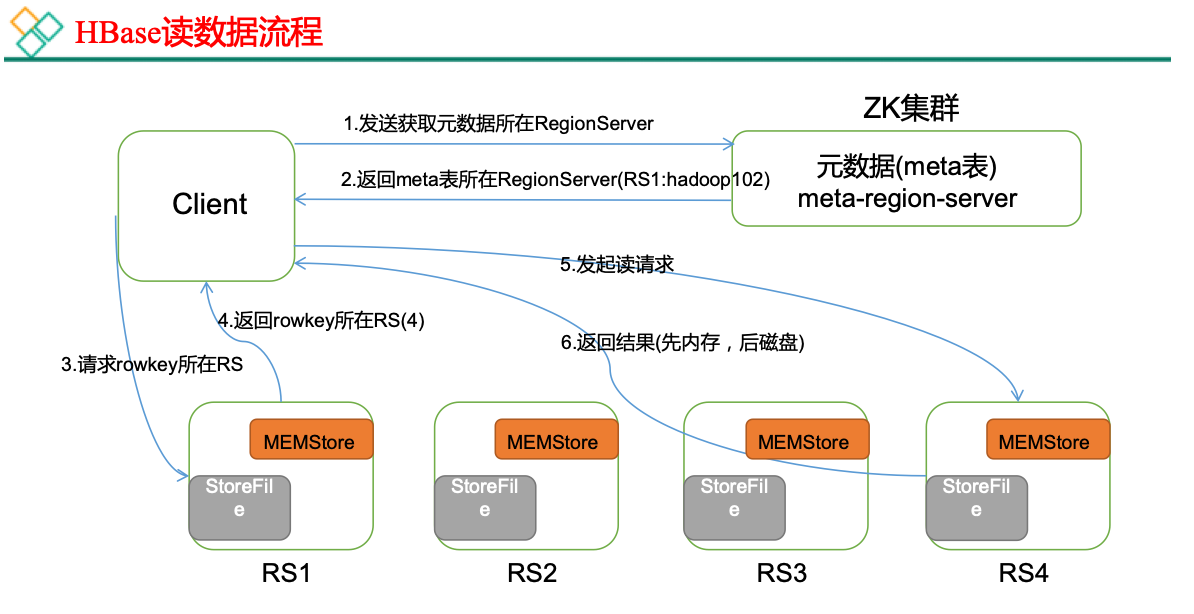 HBase读数据流程
ZK集群
1.发送获取元数据所在RegionServer
元数据(meta表)
meta-region-server
2.返回meta表所在RegionServer(RS1:hadoop102)
Client
5.发起读请求
4.返回rowkey所在RS(4)
6.返回结果(先内存，后磁盘)
3.请求rowkey所在RS
MEMStore
StoreFil
e
RS1
MEMStore
StoreFil
e
RS2
MEMStore
StoreFil
e
RS3
MEMStore
StoreFil
e
RS4